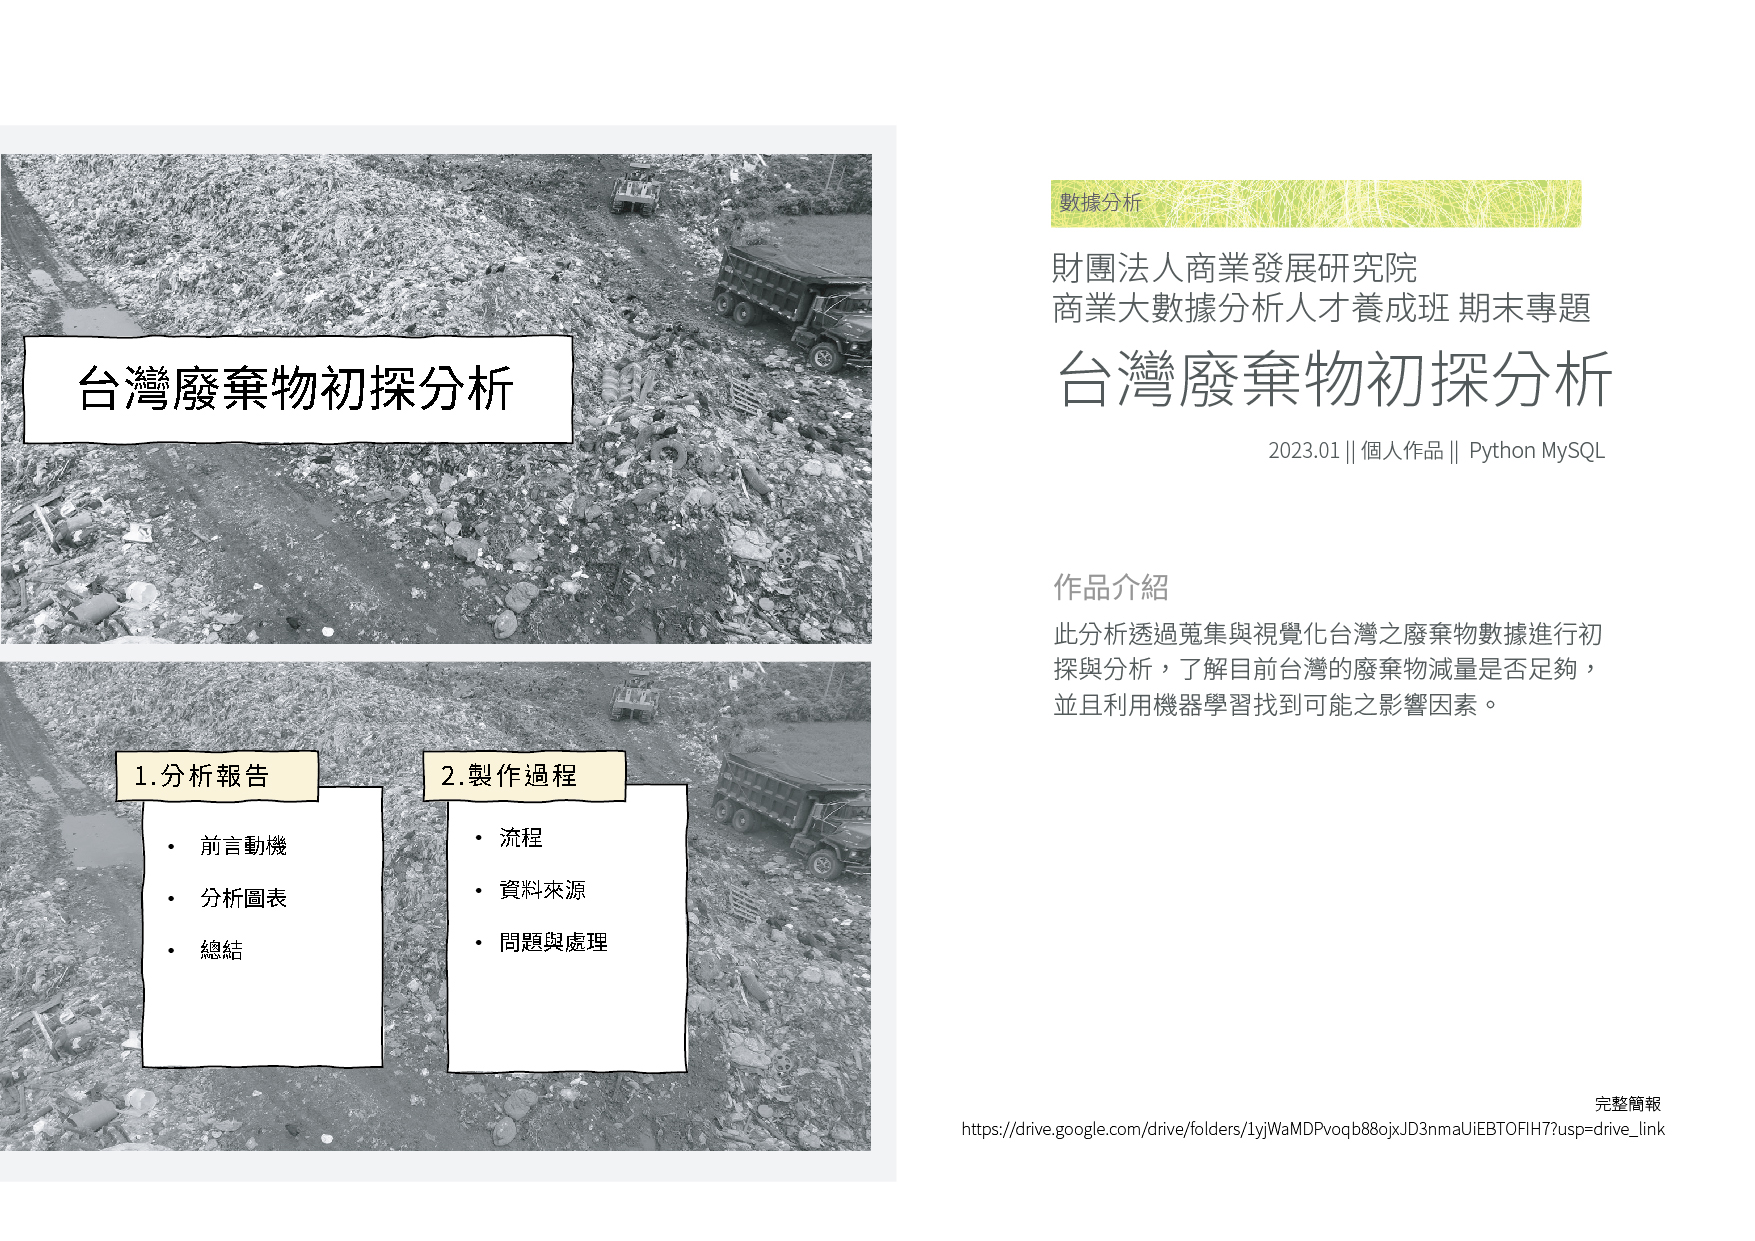 台灣廢棄物初探分析
1.分析報告
• 前言動機
• 分析圖表
• 總結
2.製作過程
• 流程
• 資料來源
• 問題與處理
數據分析
財團法人商業發展研究院
商業大數據分析人才養成班 期末專題
台灣廢棄物初探分析
2023.01 || 個人作品 || Python MySQL
作品介紹
此分析透過蒐集與視覺化台灣之廢棄物數據進行初
探與分析，了解目前台灣的廢棄物減量是否足夠，
並且利用機器學習找到可能之影響因素。
完整簡報
https://drive.google.com/drive/folders/1yjWaMDPvoqb88ojxJD3nmaUiEBTOFIH7?usp=drive_link